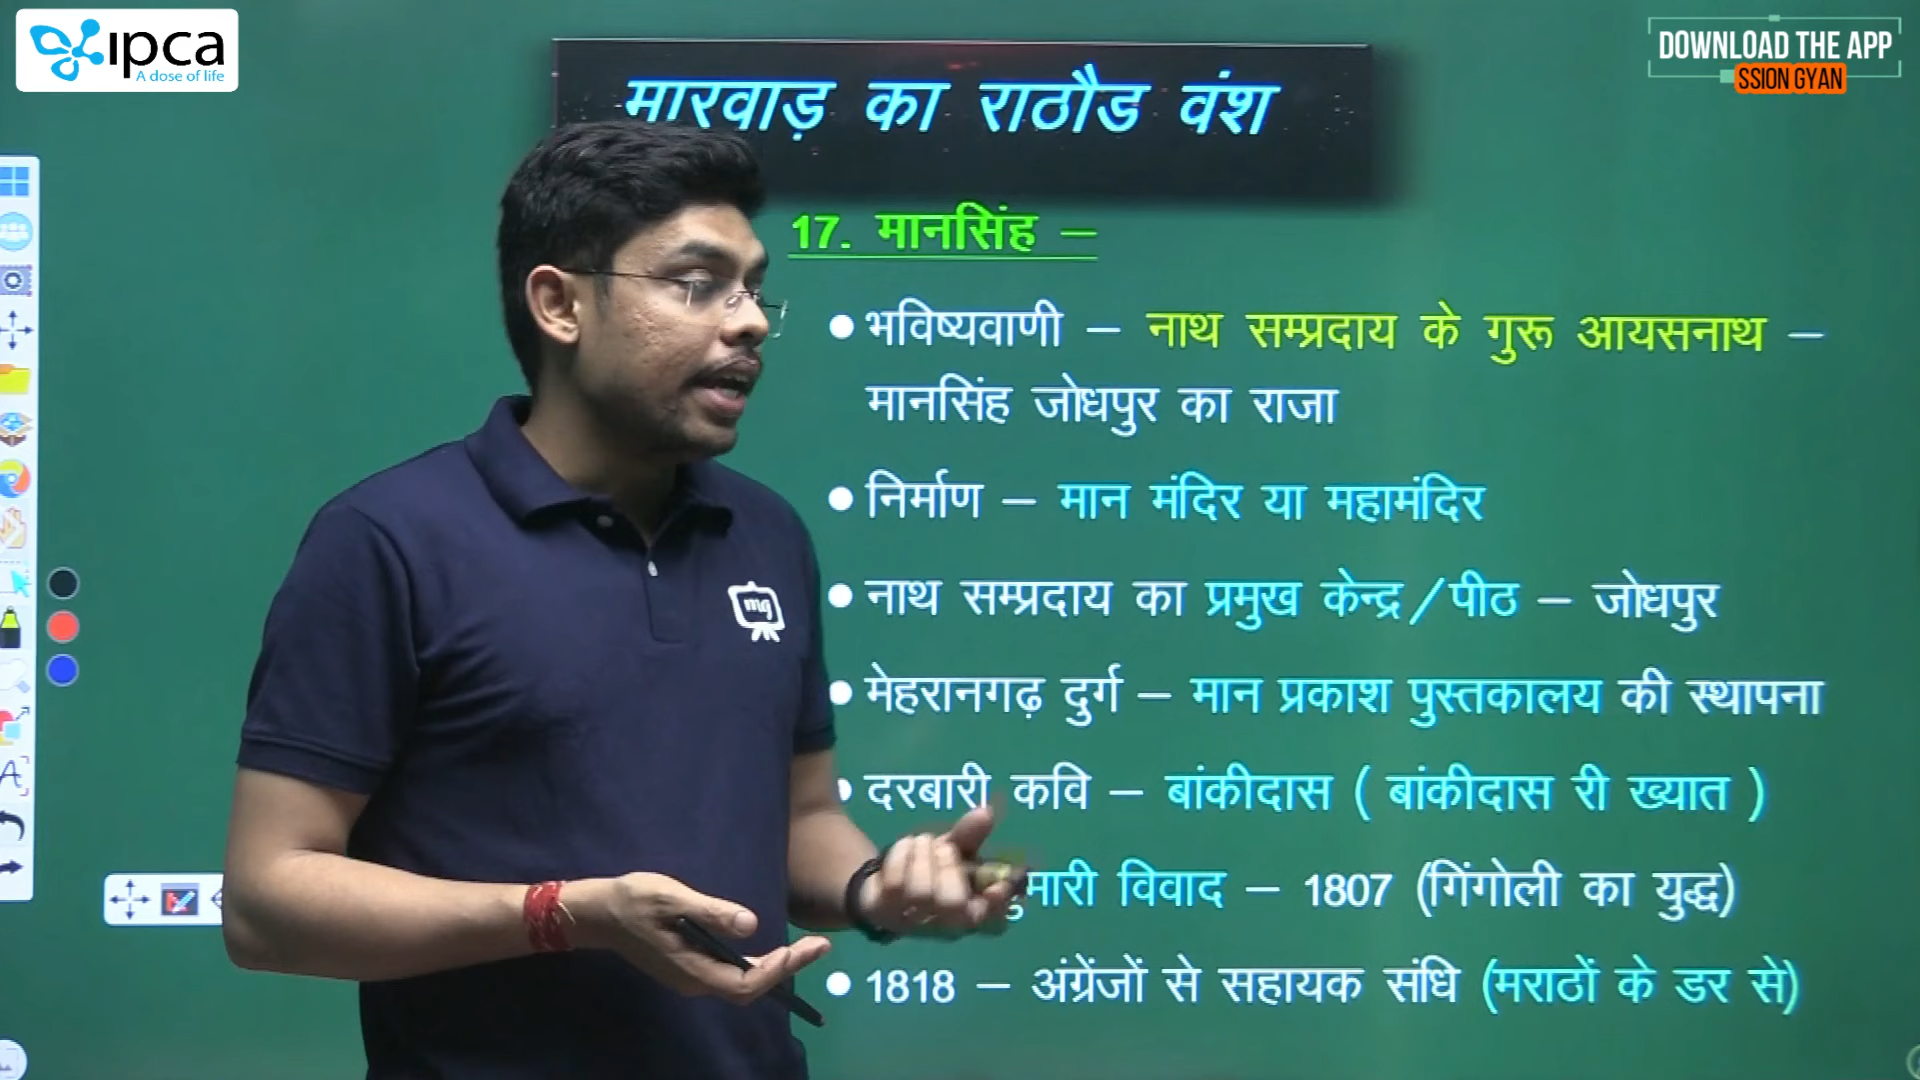 ipca
A dose of life
DOWNLOAD THE APP
SSION GYAN
मारवाड़ का राठौड वंश
17. मानसिंह –
• भविष्यवाणी – नाथ सम्प्रदाय के गुरू आयसनाथ –
मानसिंह जोधपुर का राजा
• निर्माण – मान मंदिर या महामंदिर
• नाथ सम्प्रदाय का प्रमुख केन्द्र/पीठ – जोधपुर
• मेहरानगढ़ दुर्ग – मान प्रकाश पुस्तकालय की स्थापना
• दरबारी कवि – बांकीदास ( बांकीदास री ख्यात )
विवाद – 1807 (गिंगोली का युद्ध)
• 1818 – अंग्रेंजों से सहायक संधि (मराठों के डर से)
mg